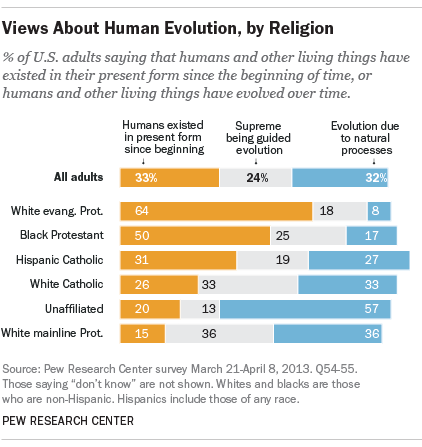 Views About Human Evolution, by Religion
% of U.S. adults saying that humans and other living things have
existed in their present form since the beginning of time, or
humans and other living things have evolved over time.
Humans existed
in present form
since beginning
Supreme
being guided
evolution
Evolution due
to natural
processes
All adults 33% 24% 32%
White evang. Prot. 64 18 8
Black Protestant 50 25 17
Hispanic Catholic 31 19 27
White Catholic 26 33 33
Unaffiliated 20 13 57
White mainline Prot. 15 36 36
Source: Pew Research Center survey March 21-April 8, 2013. Q54-55.
Those saying “don’t know” are not shown. Whites and blacks are those
who are non-Hispanic. Hispanics include those of any race.
PEW RESEARCH CENTER